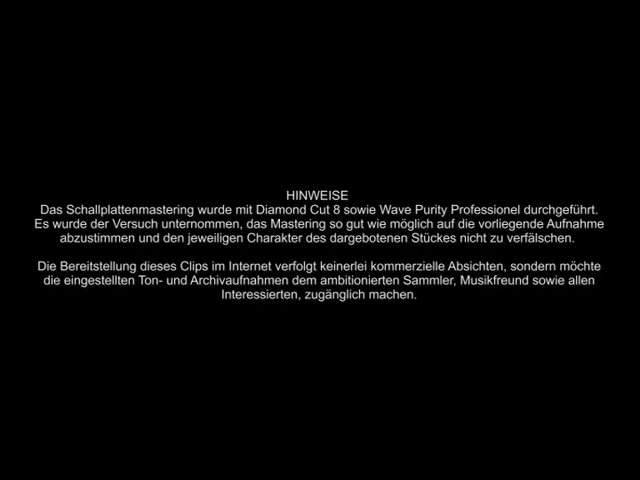 HINWEISE
Das Schallplattenmastering wurde mit Diamond Cut 8 sowie Wave Purity Professionel durchgeführt.
Es wurde der Versuch unternommen, das Mastering so gut wie möglich auf die vorliegende Aufnahme
abzustimmen und den jeweiligen Charakter des dargebotenen Stückes nicht zu verfälschen.
Die Bereitstellung dieses Clips im Internet verfolgt keinerlei kommerzielle Absichten, sondern möchte
die eingestellten Ton- und Archivaufnahmen dem ambitionierten Sammler, Musikfreund sowie allen
Interessierten, zugänglich machen.